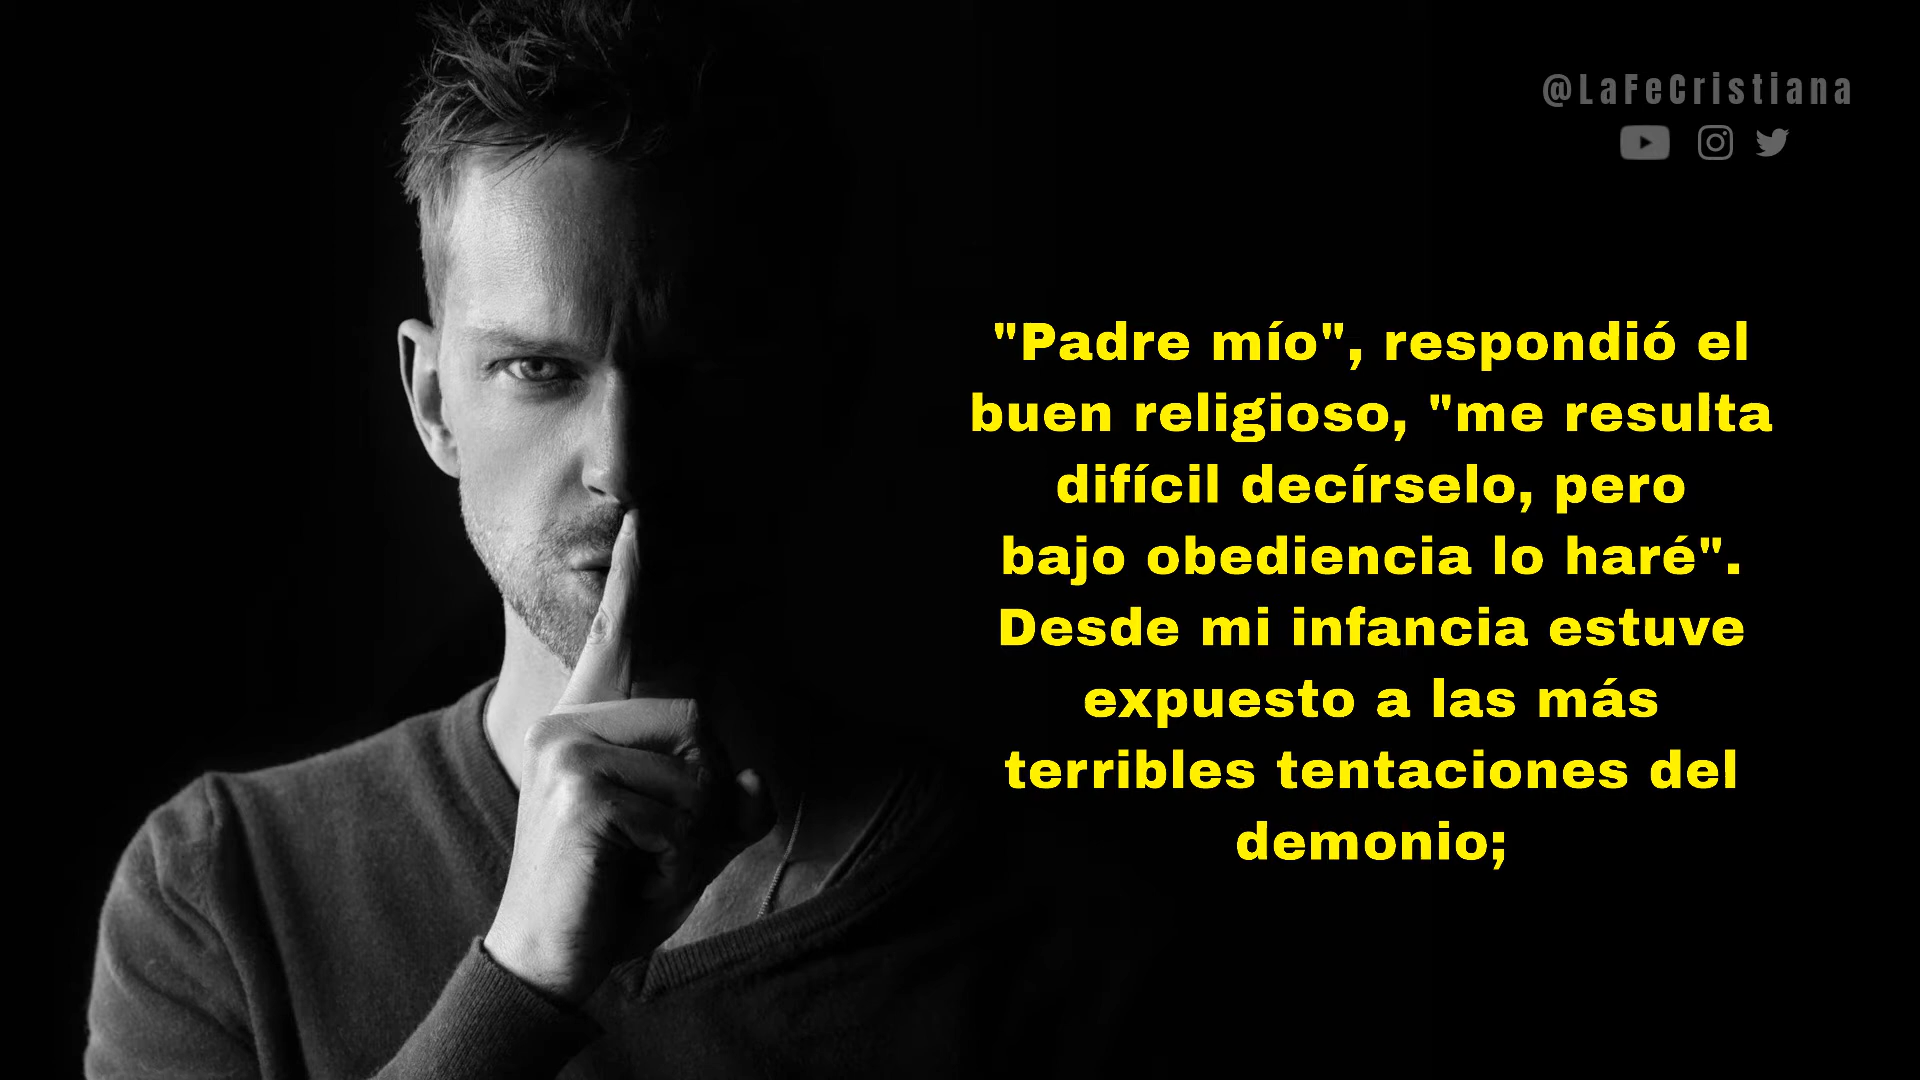 @LaFeCristiana
"Padre mío", respondió el
buen religioso, "me resulta
difícil decírselo, pero
bajo obediencia lo haré".
Desde mi infancia estuve
expuesto a las más
terribles tentaciones del
demonio;